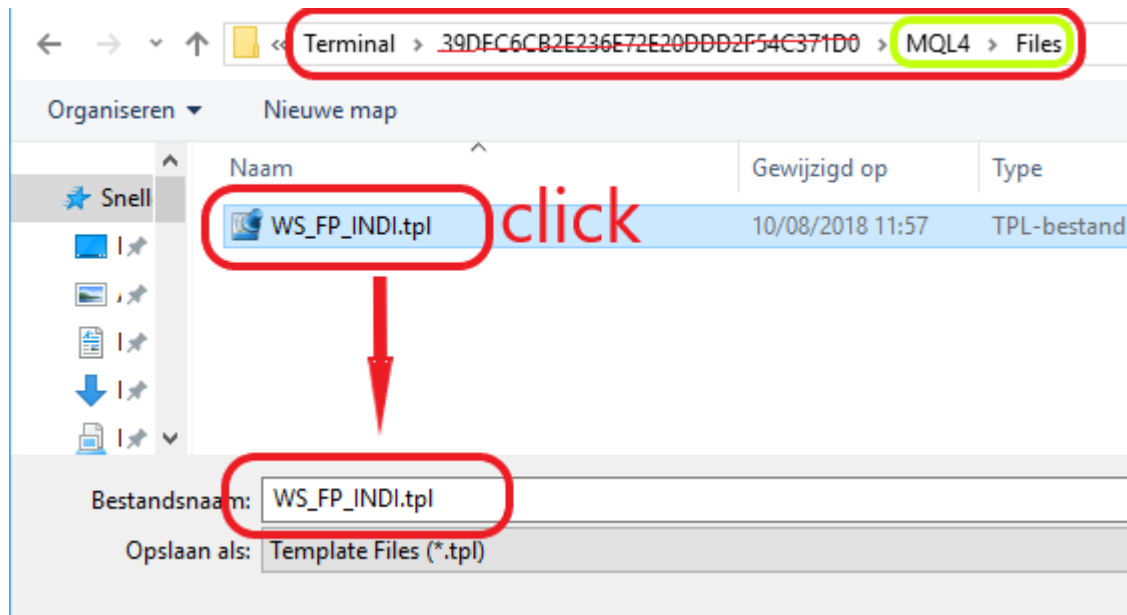 « Terminal > 39DFC6CB2E236E72E20DDD2F54C371D0 > MQL4 > Files
Organiseren Nieuwe map
Naam Gewijzigd op Type
Snell
WS_FP_INDI.tpl click 10/08/2018 11:57 TPL-bestand
Bestandsnaam: WS_FP_INDI.tpl
Opslaan als: Template Files (*.tpl)